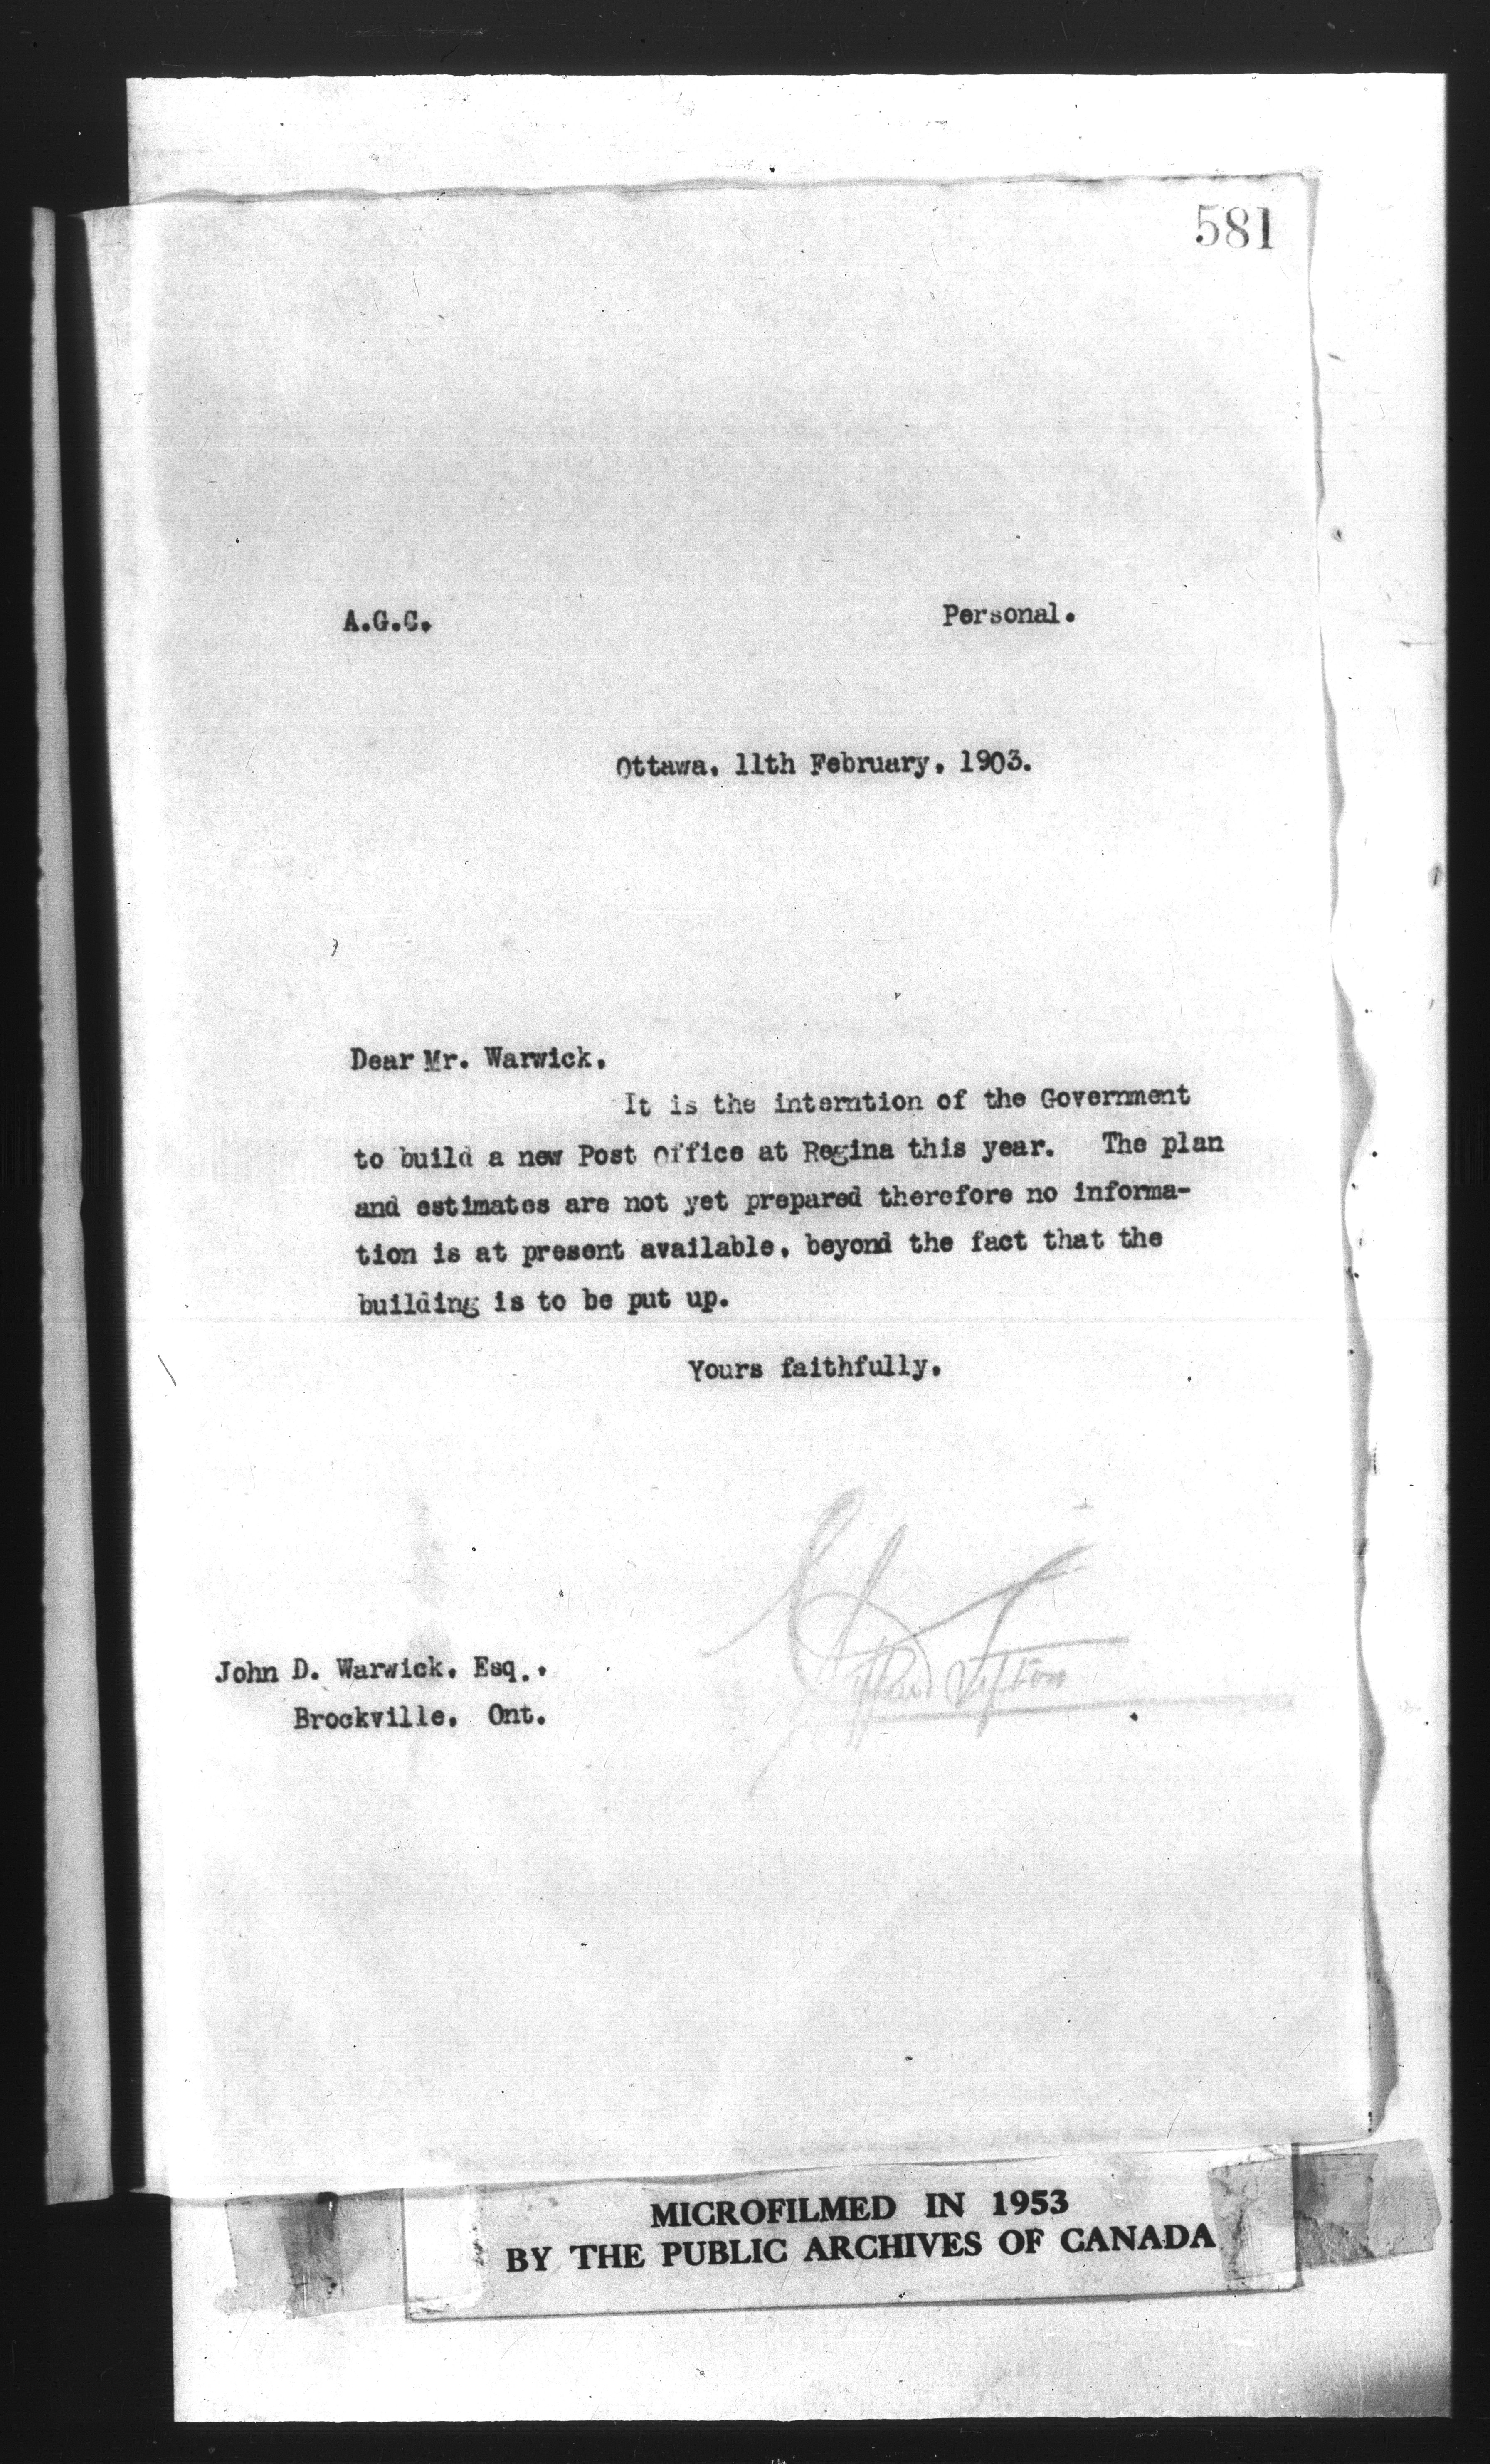 581
A.G.C.
Personal.
Ottawa, 11th February, 1903.
Dear Mr. Warwick,
It is the interntion of the Government
to build a new Post Office at Regina this year. The plan
and estimates are not yet prepared therefore no informa-
tion is at present available, beyond the fact that the
building is to be put up.
Yours faithfully,
Clifford Sifton
John D. Warwick, Esq.,
Brockville, Ont.
MICROFILMED IN 1953
BY THE PUBLIC ARCHIVES OF CANADA